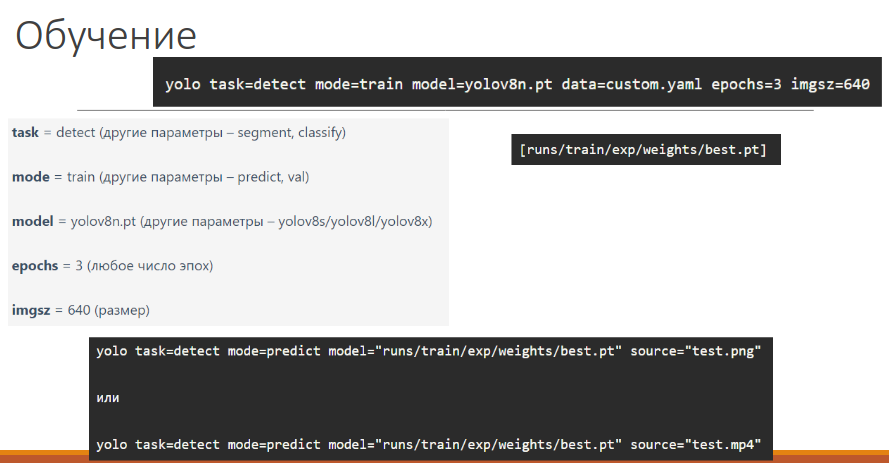 Обучение
yolo task=detect mode=train model=yolov8n.pt data=custom.yaml epochs=3 imgsz=640
task = detect (другие параметры – segment, classify)
mode = train (другие параметры – predict, val)
model = yolov8n.pt (другие параметры – yolov8s/yolov8l/yolov8x)
epochs = 3 (любое число эпох)
imgsz = 640 (размер)
[runs/train/exp/weights/best.pt]
yolo task=detect mode=predict model="runs/train/exp/weights/best.pt" source="test.png"
или
yolo task=detect mode=predict model="runs/train/exp/weights/best.pt" source="test.mp4"